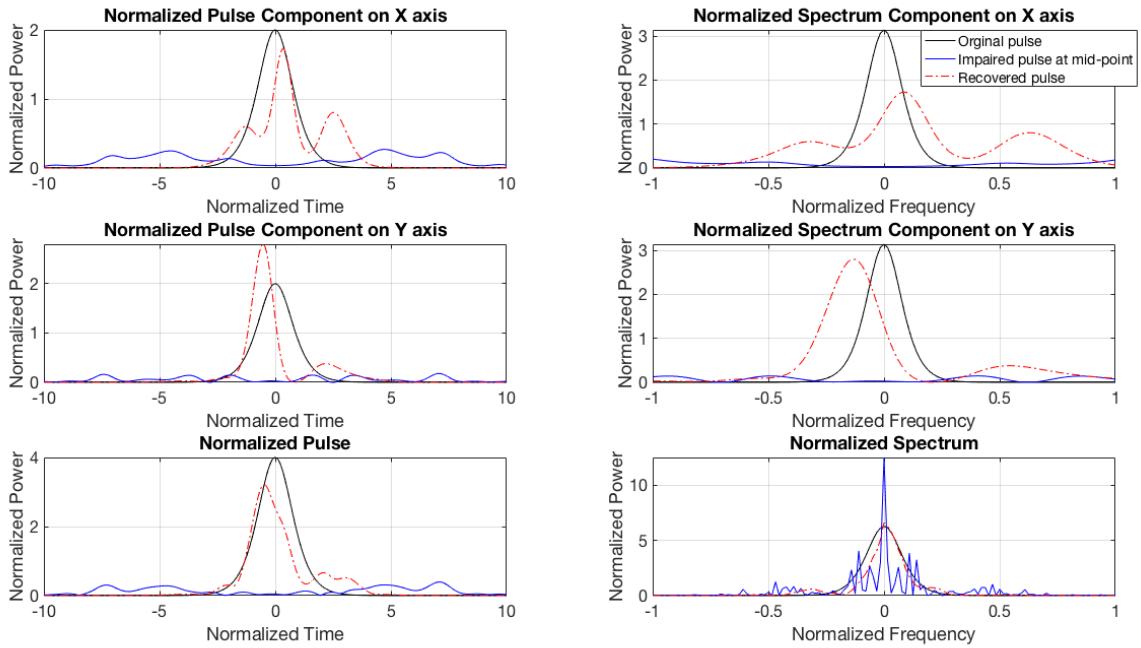 Normalized Pulse Component on X axis
Normalized Power
2
1
0
-10 -5 0 5 10
Normalized Time
Normalized Spectrum Component on X axis
Orginal pulse
Impaired pulse at mid-point
Recovered pulse
Normalized Power
3
2
1
0
-1 -0.5 0 0.5 1
Normalized Frequency
Normalized Pulse Component on Y axis
Normalized Power
2
1
0
-10 -5 0 5 10
Normalized Time
Normalized Spectrum Component on Y axis
Normalized Power
3
2
1
0
-1 -0.5 0 0.5 1
Normalized Frequency
Normalized Pulse
Normalized Power
4
2
0
-10 -5 0 5 10
Normalized Time
Normalized Spectrum
Normalized Power
10
5
0
-1 -0.5 0 0.5 1
Normalized Frequency